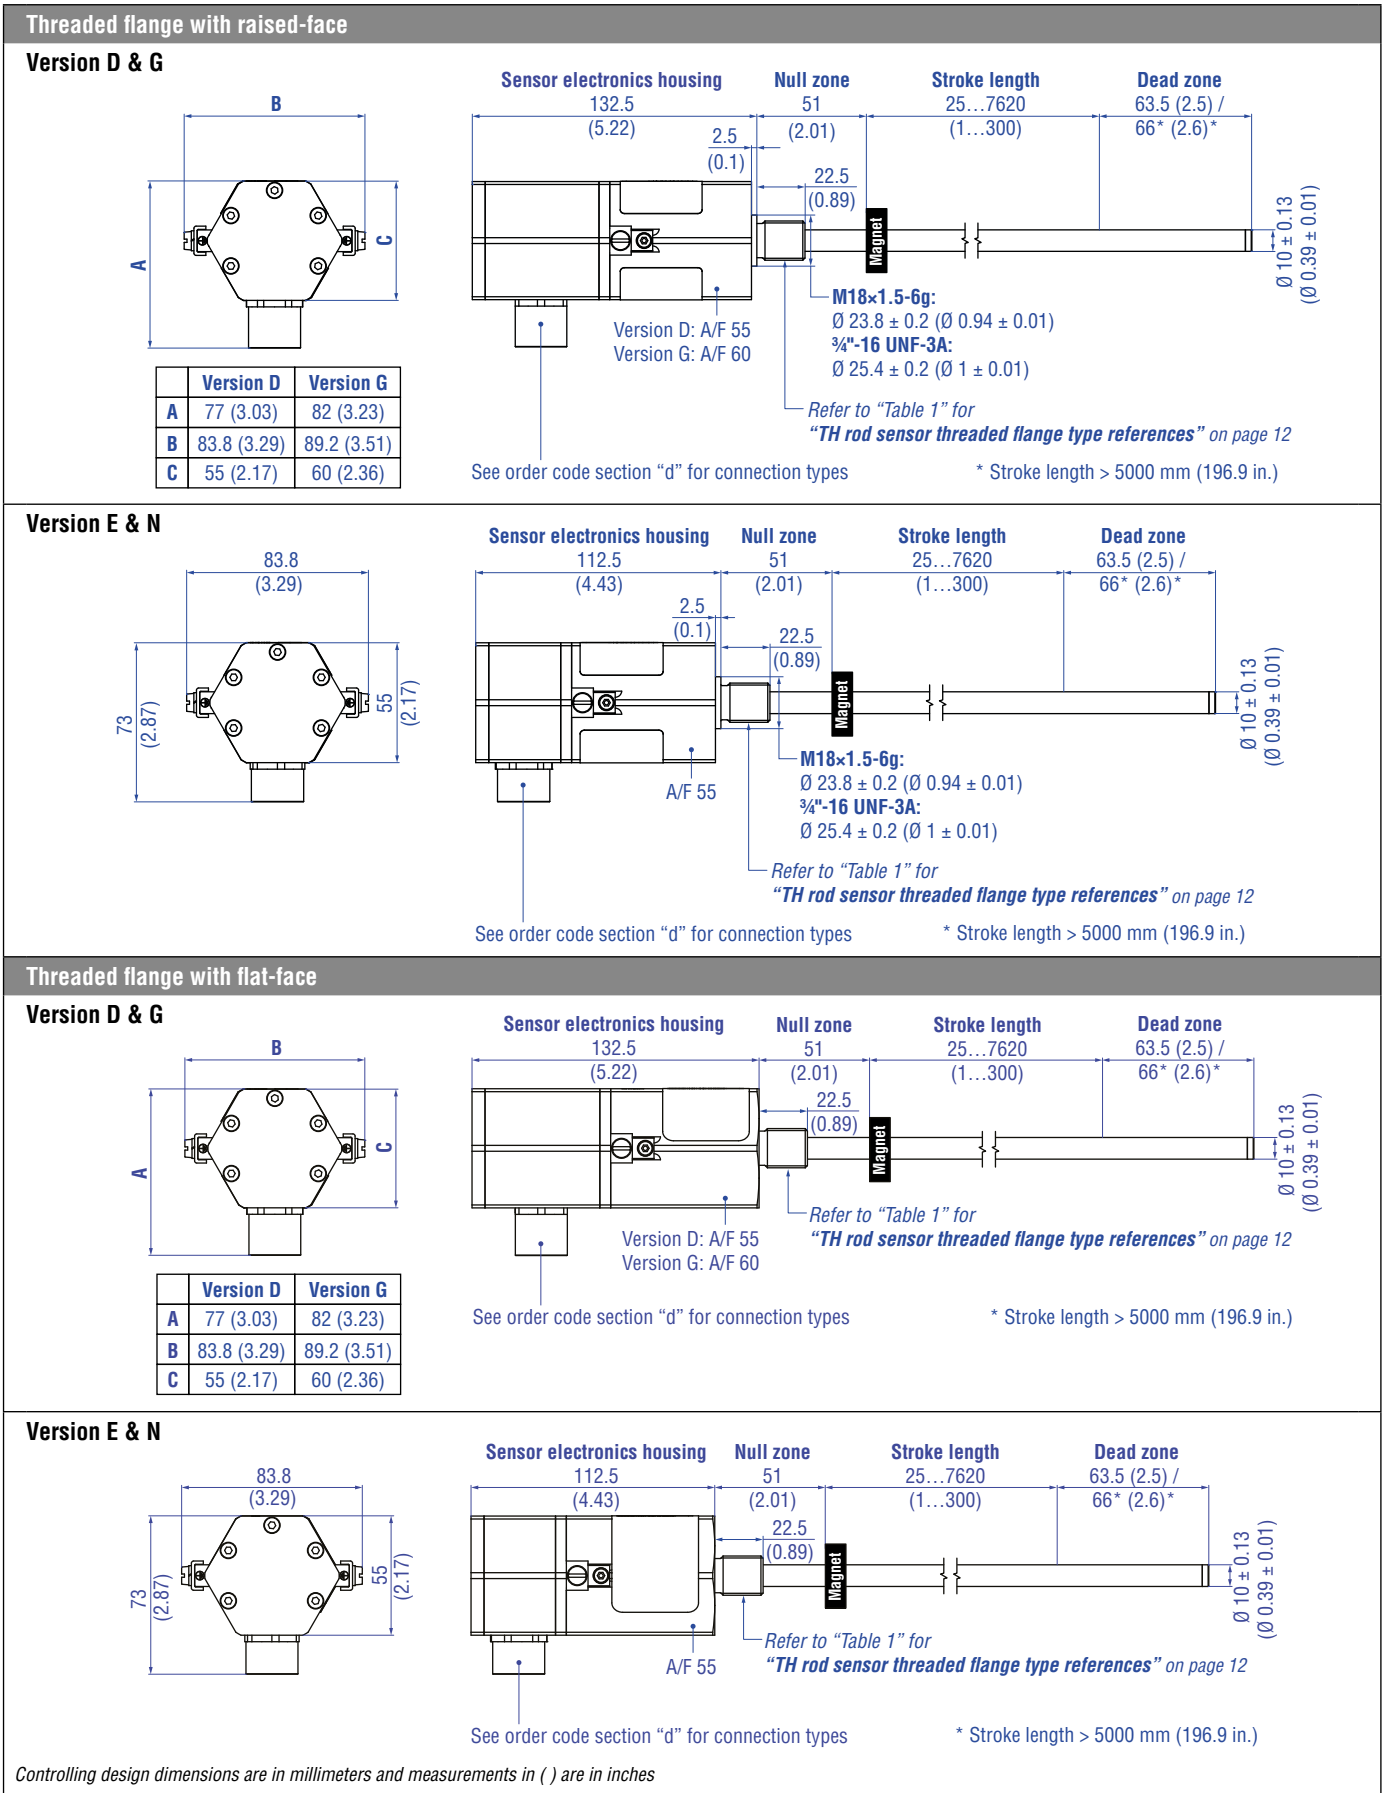 Threaded flange with raised-face
Version D & G
B
A
C
Sensor electronics housing
132.5
(5.22)
Null zone
51
(2.01)
Stroke length
25…7620
(1…300)
Dead zone
63.5 (2.5) /
66* (2.6)*
2.5
(0.1)
22.5
(0.89)
Magnet
Ø 10 ± 0.13
(Ø 0.39 ± 0.01)
M18×1.5-6g:
Ø 23.8 ± 0.2 (Ø 0.94 ± 0.01)
¾"-16 UNF-3A:
Ø 25.4 ± 0.2 (Ø 1 ± 0.01)
Version D: A/F 55
Version G: A/F 60
Refer to “Table 1” for
“TH rod sensor threaded flange type references” on page 12
See order code section “d” for connection types
* Stroke length > 5000 mm (196.9 in.)
Version D Version G
A 77 (3.03) 82 (3.23)
B 83.8 (3.29) 89.2 (3.51)
C 55 (2.17) 60 (2.36)
Version E & N
83.8
(3.29)
73
(2.87)
55
(2.17)
Sensor electronics housing
112.5
(4.43)
Null zone
51
(2.01)
Stroke length
25…7620
(1…300)
Dead zone
63.5 (2.5) /
66* (2.6)*
2.5
(0.1)
22.5
(0.89)
Magnet
Ø 10 ± 0.13
(Ø 0.39 ± 0.01)
M18×1.5-6g:
Ø 23.8 ± 0.2 (Ø 0.94 ± 0.01)
¾"-16 UNF-3A:
Ø 25.4 ± 0.2 (Ø 1 ± 0.01)
A/F 55
Refer to “Table 1” for
“TH rod sensor threaded flange type references” on page 12
See order code section “d” for connection types
* Stroke length > 5000 mm (196.9 in.)
Threaded flange with flat-face
Version D & G
B
A
C
Sensor electronics housing
132.5
(5.22)
Null zone
51
(2.01)
Stroke length
25…7620
(1…300)
Dead zone
63.5 (2.5) /
66* (2.6)*
22.5
(0.89)
Magnet
Ø 10 ± 0.13
(Ø 0.39 ± 0.01)
Version D: A/F 55
Version G: A/F 60
Refer to “Table 1” for
“TH rod sensor threaded flange type references” on page 12
See order code section “d” for connection types
* Stroke length > 5000 mm (196.9 in.)
Version D Version G
A 77 (3.03) 82 (3.23)
B 83.8 (3.29) 89.2 (3.51)
C 55 (2.17) 60 (2.36)
Version E & N
83.8
(3.29)
73
(2.87)
55
(2.17)
Sensor electronics housing
112.5
(4.43)
Null zone
51
(2.01)
Stroke length
25…7620
(1…300)
Dead zone
63.5 (2.5) /
66* (2.6)*
22.5
(0.89)
Magnet
Ø 10 ± 0.13
(Ø 0.39 ± 0.01)
A/F 55
Refer to “Table 1” for
“TH rod sensor threaded flange type references” on page 12
See order code section “d” for connection types
* Stroke length > 5000 mm (196.9 in.)
Controlling design dimensions are in millimeters and measurements in ( ) are in inches